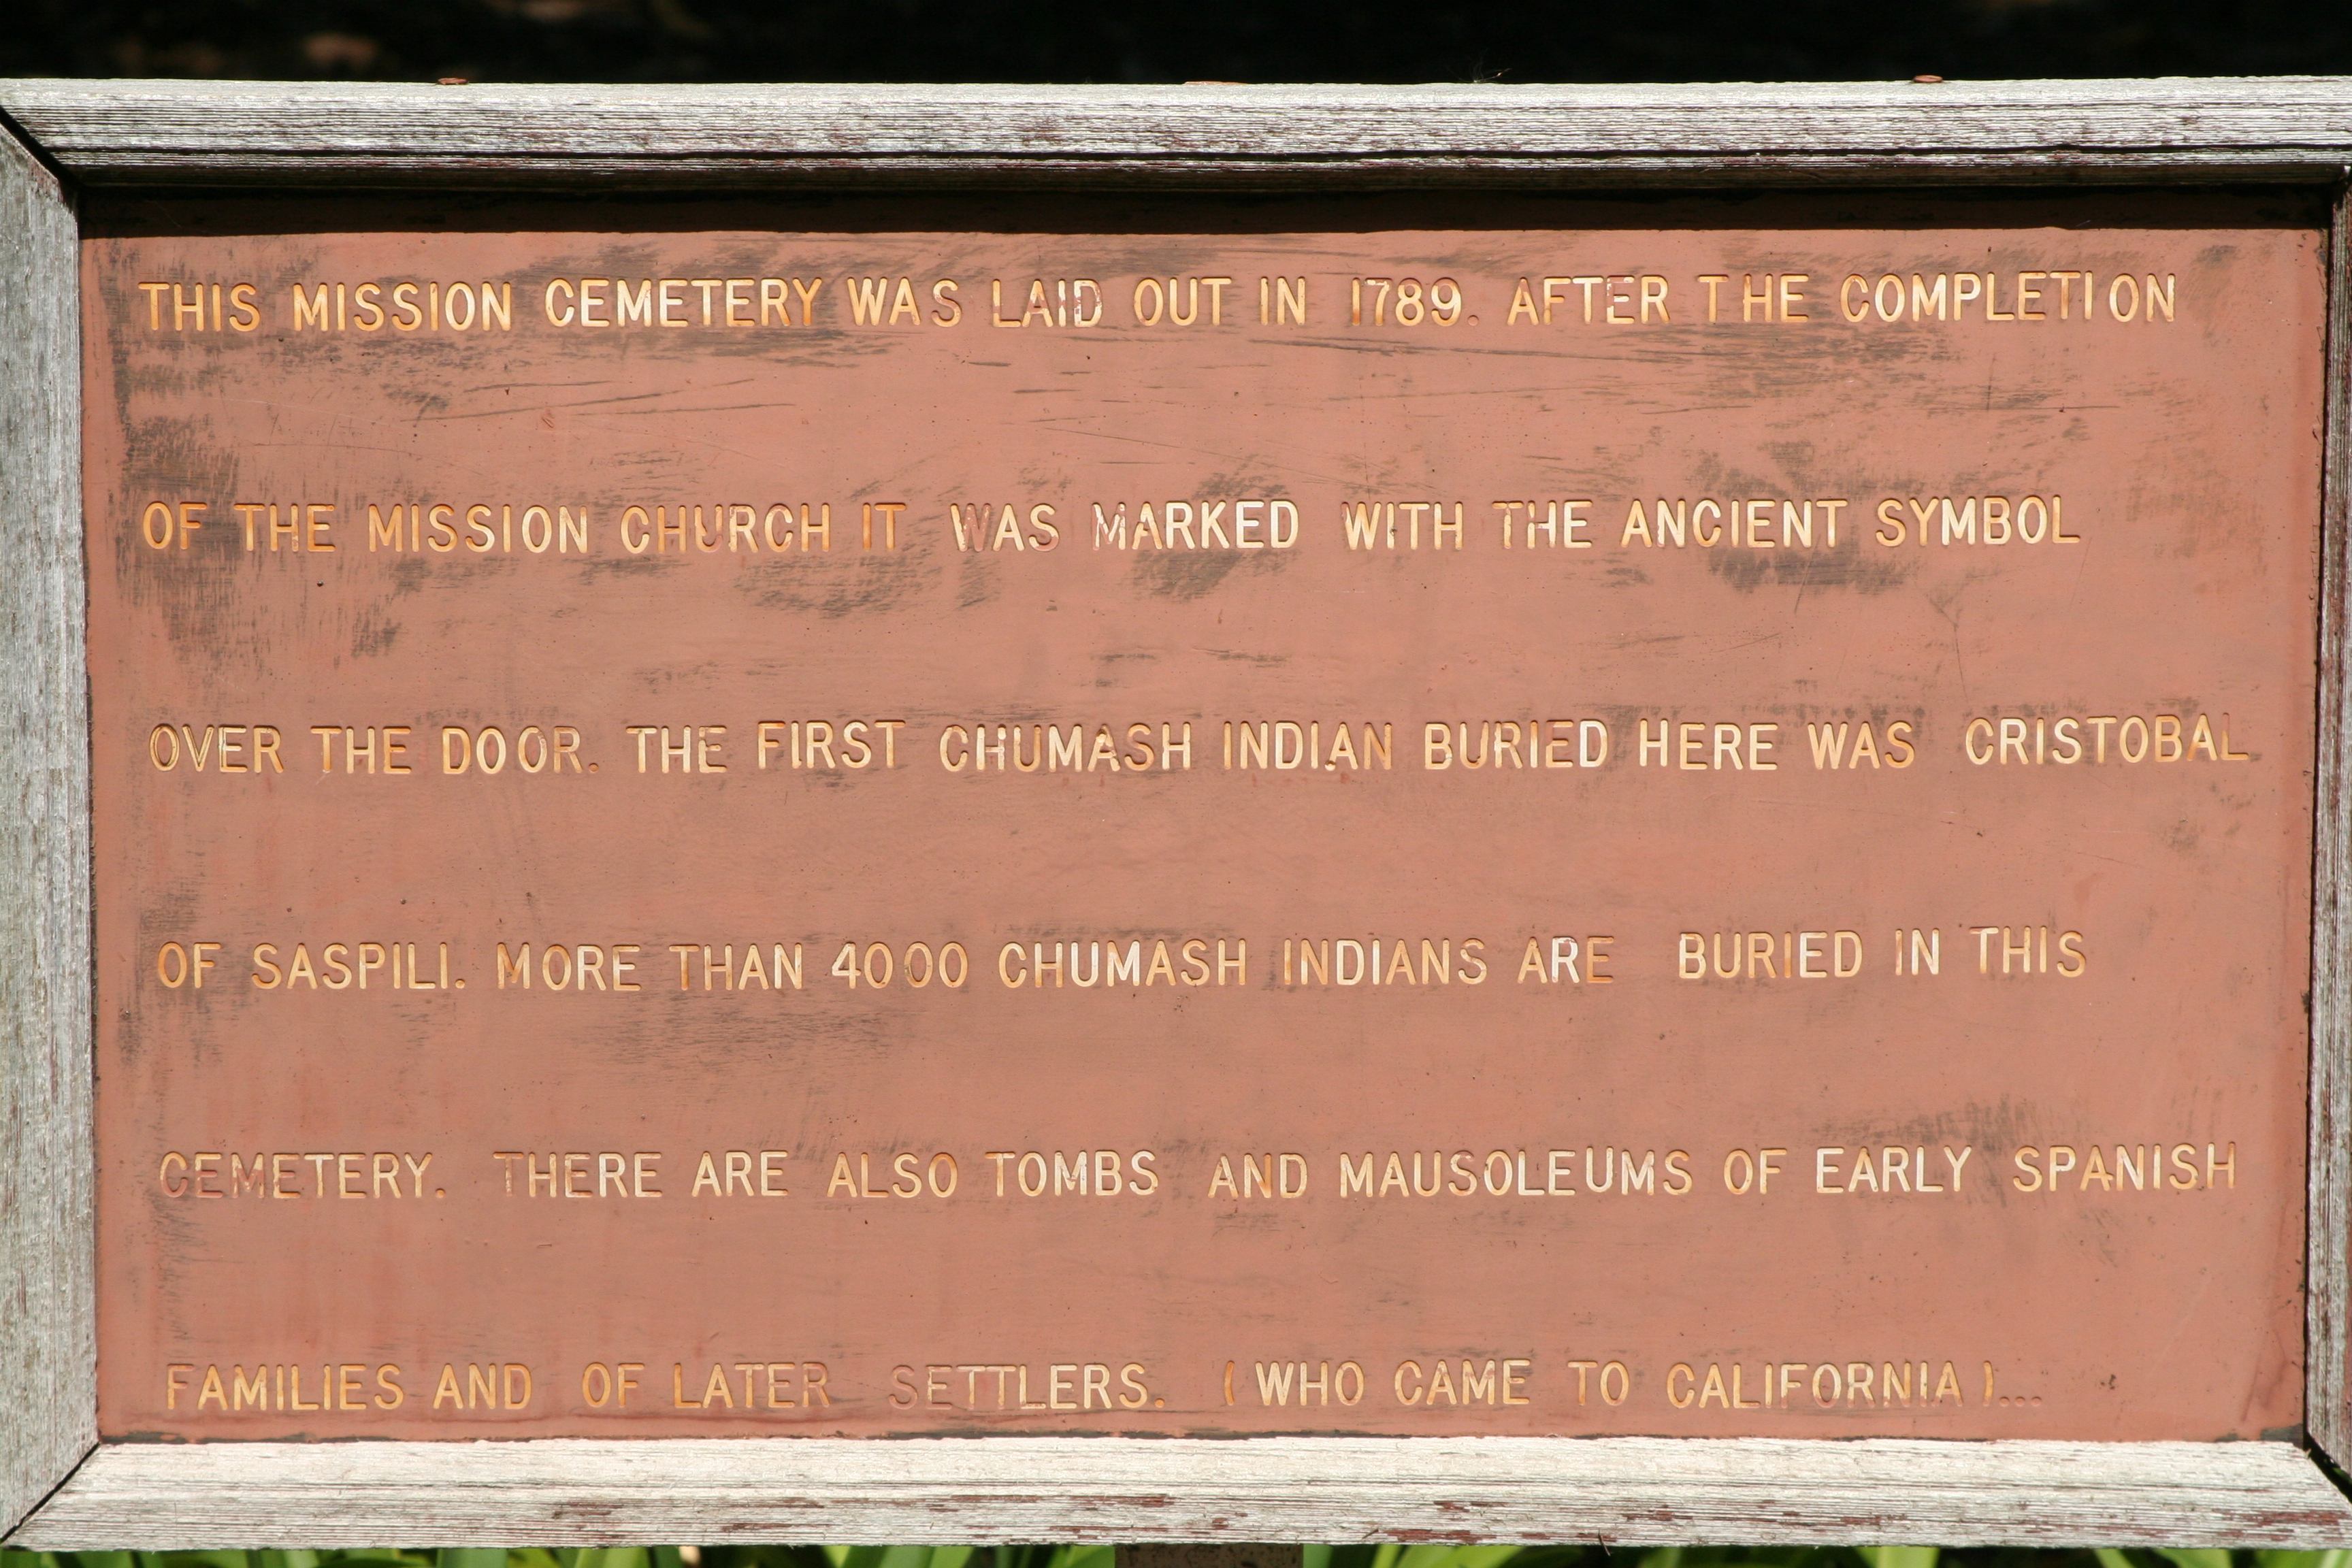 THIS MISSION CEMETERY WAS LAID OUT IN 1789. AFTER THE COMPLETION
OF THE MISSION CHURCH IT WAS MARKED WITH THE ANCIENT SYMBOL
OVER THE DOOR. THE FIRST CHUMASH INDIAN BURIED HERE WAS CRISTOBAL
OF SASPILI. MORE THAN 4000 CHUMASH INDIANS ARE BURIED IN THIS
CEMETERY. THERE ARE ALSO TOMBS AND MAUSOLEUMS OF EARLY SPANISH
FAMILIES AND OF LATER SETTLERS. (WHO CAME TO CALIFORNIA)...